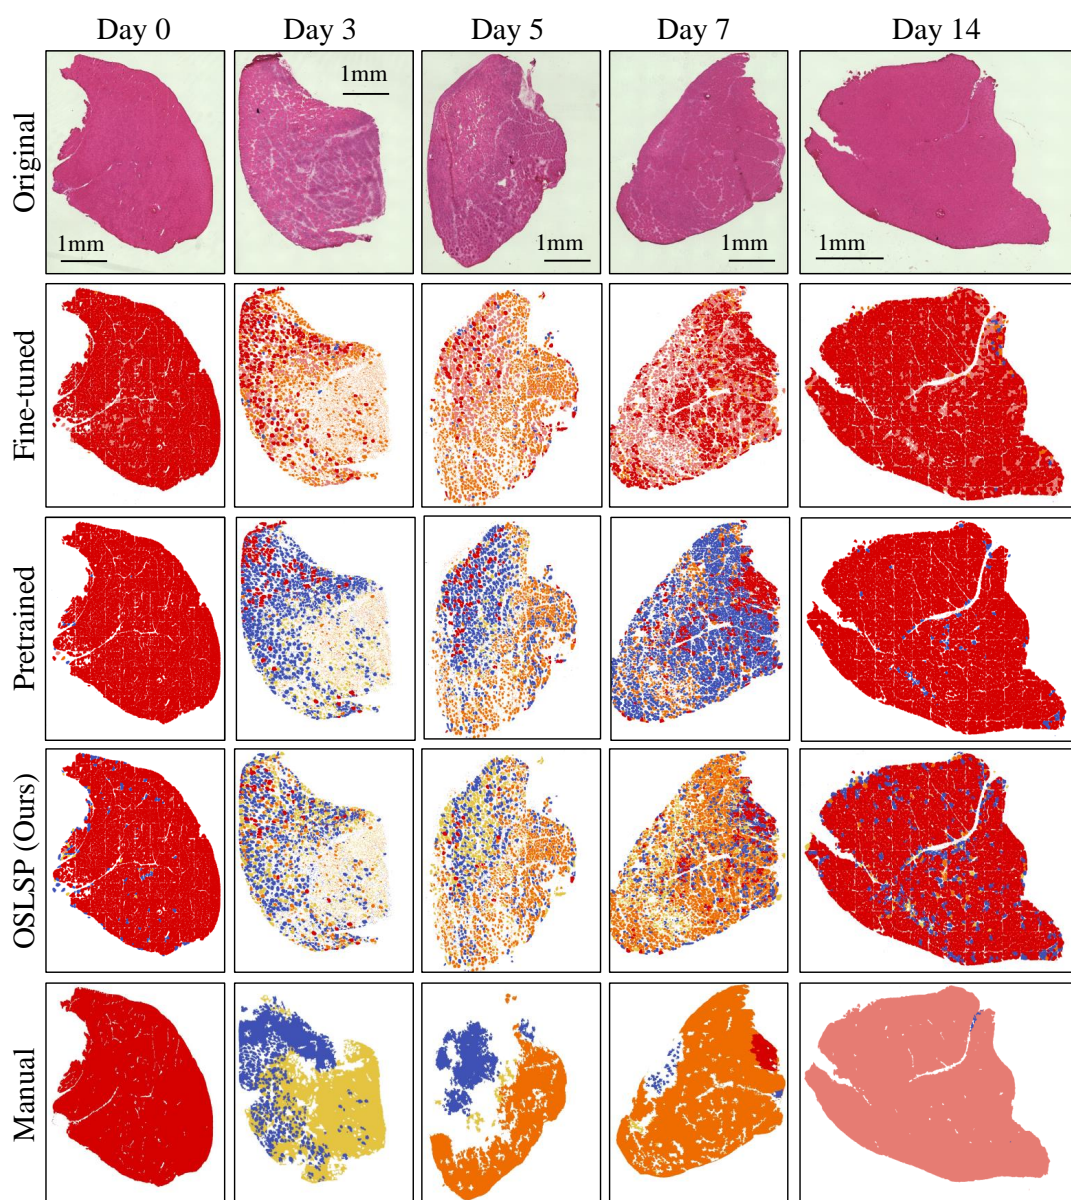 Day 0 Day 3 Day 5 Day 7 Day 14
Original
1mm
1mm
1mm
1mm
1mm
Fine-tuned
Pretrained
OSLSP (Ours)
Manual